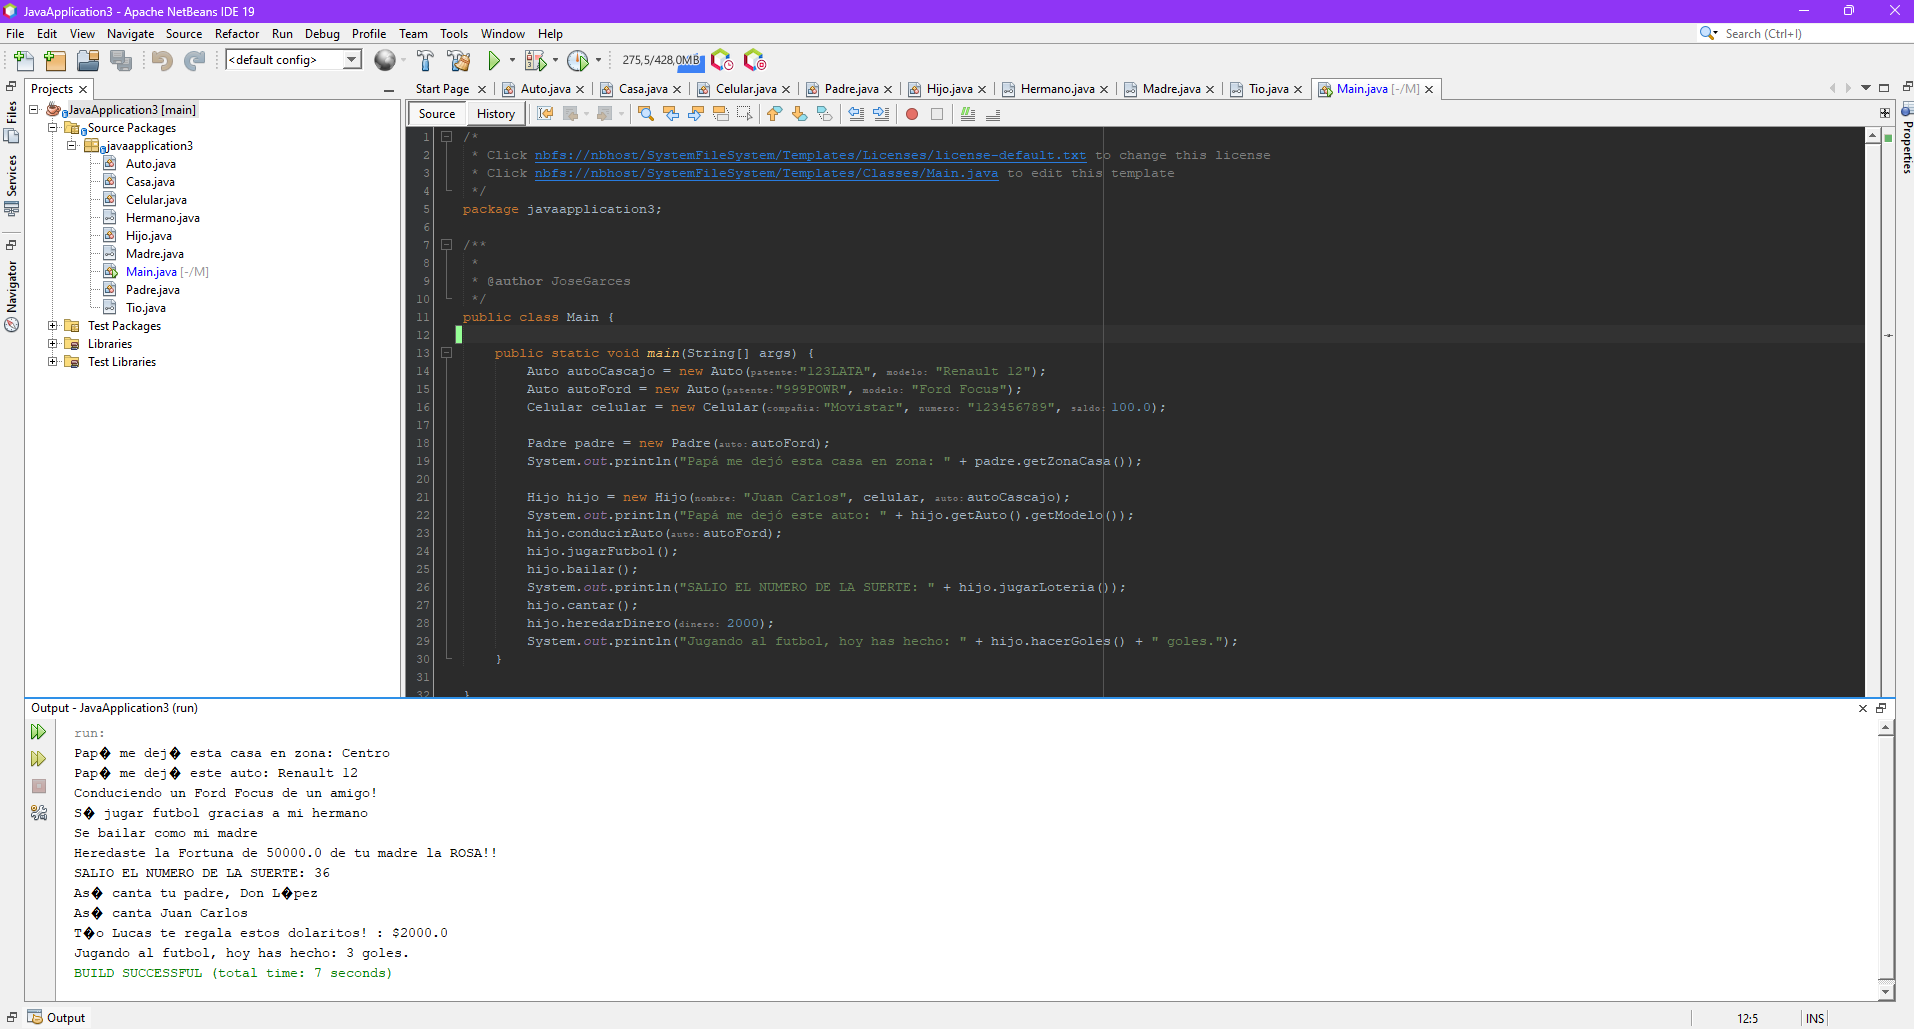 JavaApplication3 - Apache NetBeans IDE 19
File Edit View Navigate Source Refactor Run Debug Profile Team Tools Window Help
Search (Ctrl+I)
<default config>
275,5/428,0MB
Projects
Files
Services
Navigator
JavaApplication3 [main]
Source Packages
javaapplication3
Auto.java
Casa.java
Celular.java
Hermano.java
Hijo.java
Madre.java
Main.java [-/M]
Padre.java
Tio.java
Test Packages
Libraries
Test Libraries
Start Page Auto.java Casa.java Celular.java Padre.java Hijo.java Hermano.java Madre.java Tio.java Main.java [-/M]
Properties
Source History
1 /*
2 * Click nbfs://nbhost/SystemFileSystem/Templates/Licenses/license-default.txt to change this license
3 * Click nbfs://nbhost/SystemFileSystem/Templates/Classes/Main.java to edit this template
4 */
5 package javaapplication3;
6
7 /**
8 *
9 * @author JoseGarces
10 */
11 public class Main {
12
13 public static void main(String[] args) {
14 Auto autoCascajo = new Auto(patente:"123LATA", modelo: "Renault 12");
15 Auto autoFord = new Auto(patente:"999POWR", modelo: "Ford Focus");
16 Celular celular = new Celular(compañia:"Movistar", numero: "123456789", saldo: 100.0);
17
18 Padre padre = new Padre(auto:autoFord);
19 System.out.println("Papá me dejó esta casa en zona: " + padre.getZonaCasa());
20
21 Hijo hijo = new Hijo(nombre: "Juan Carlos", celular, auto:autoCascajo);
22 System.out.println("Papá me dejó este auto: " + hijo.getAuto().getModelo());
23 hijo.conducirAuto(auto:autoFord);
24 hijo.jugarFutbol();
25 hijo.bailar();
26 System.out.println("SALIO EL NUMERO DE LA SUERTE: " + hijo.jugarLoteria());
27 hijo.cantar();
28 hijo.heredarDinero(dinero: 2000);
29 System.out.println("Jugando al futbol, hoy has hecho: " + hijo.hacerGoles() + " goles.");
30 }
31
32 }
Output - JavaApplication3 (run)
run:
Pap� me dej� esta casa en zona: Centro
Pap� me dej� este auto: Renault 12
Conduciendo un Ford Focus de un amigo!
S� jugar futbol gracias a mi hermano
Se bailar como mi madre
Heredaste la Fortuna de 50000.0 de tu madre la ROSA!!
SALIO EL NUMERO DE LA SUERTE: 36
As� canta tu padre, Don L�pez
As� canta Juan Carlos
T�o Lucas te regala estos dolaritos! : $2000.0
Jugando al futbol, hoy has hecho: 3 goles.
BUILD SUCCESSFUL (total time: 7 seconds)
Output
12:5 INS